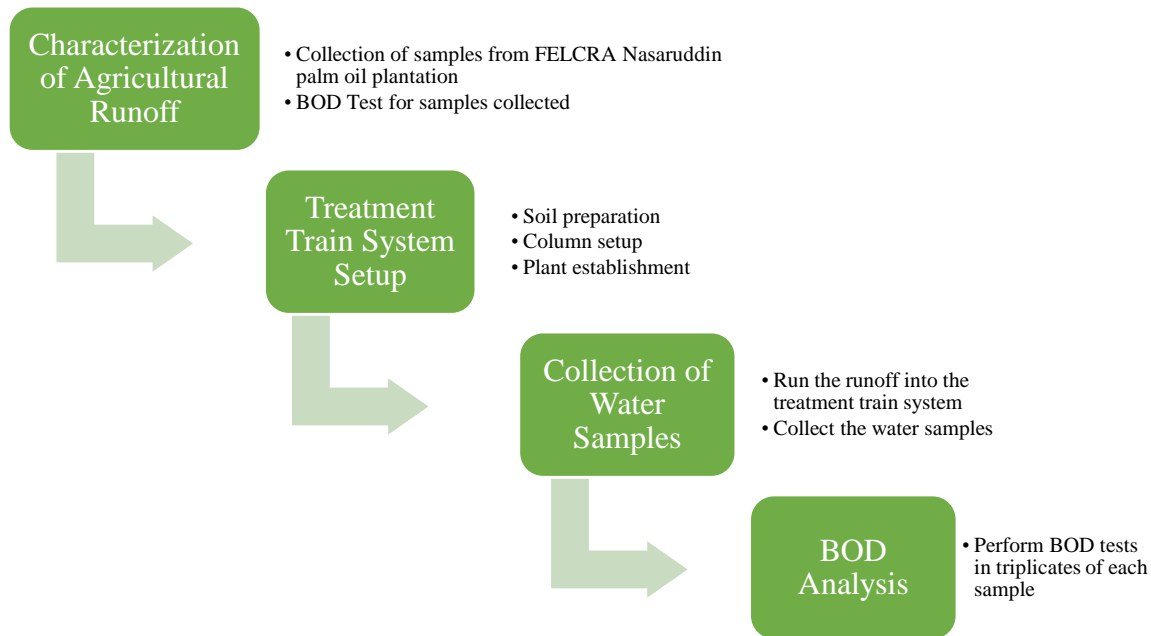 Characterization
of Agricultural
Runoff
• Collection of samples from FELCRA Nasaruddin
palm oil plantation
• BOD Test for samples collected
Treatment
Train System
Setup
• Soil preparation
• Column setup
• Plant establishment
Collection of
Water
Samples
• Run the runoff into the
treatment train system
• Collect the water samples
BOD
Analysis
• Perform BOD tests
in triplicates of each
sample